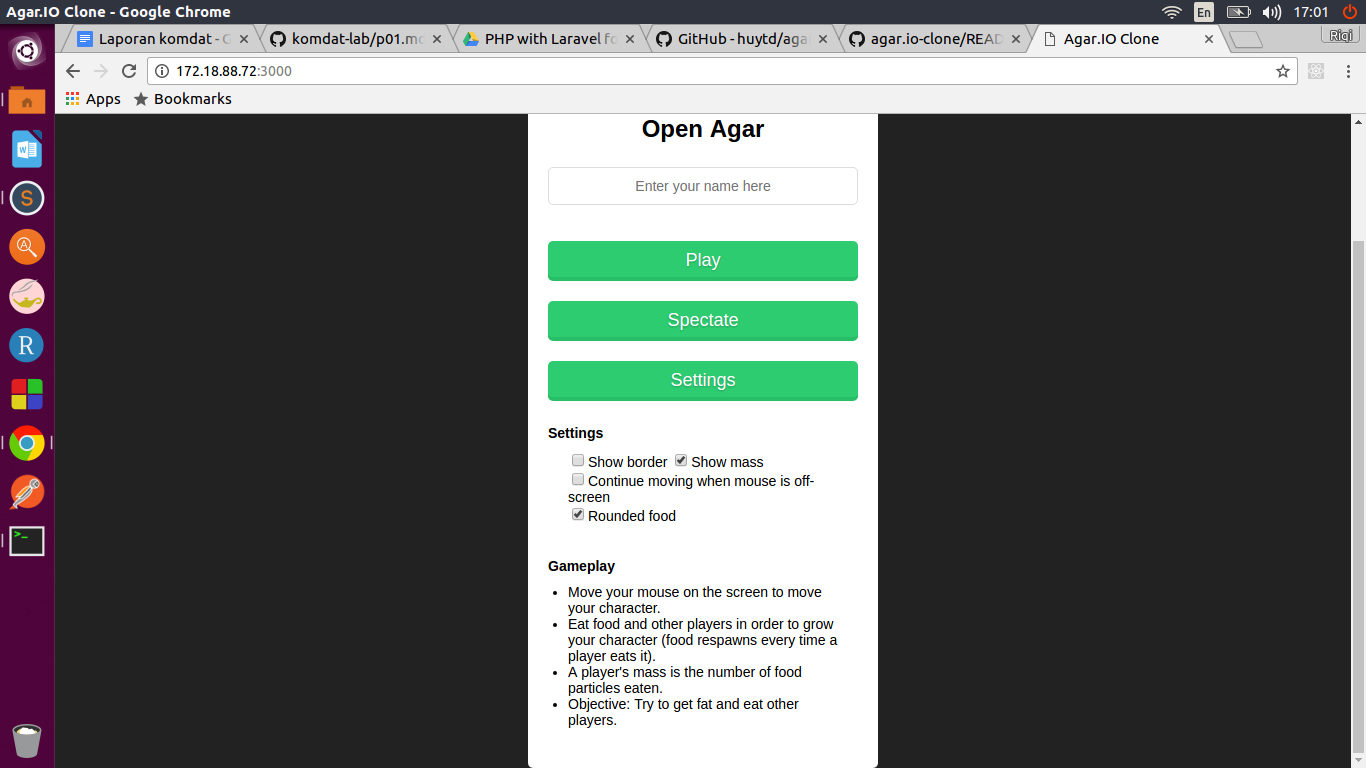 Agar.IO Clone - Google Chrome
En
17:01
Laporan komdat - G
komdat-lab/p01.mo
PHP with Laravel fo
GitHub - huytd/aga
agar.io-clone/READ
Agar.IO Clone
Rigi
172.18.88.72:3000
Apps
Bookmarks
Open Agar
Enter your name here
Play
Spectate
Settings
Settings
Show border
Show mass
Continue moving when mouse is off-
screen
Rounded food
Gameplay
• Move your mouse on the screen to move
your character.
• Eat food and other players in order to grow
your character (food respawns every time a
player eats it).
• A player's mass is the number of food
particles eaten.
• Objective: Try to get fat and eat other
players.